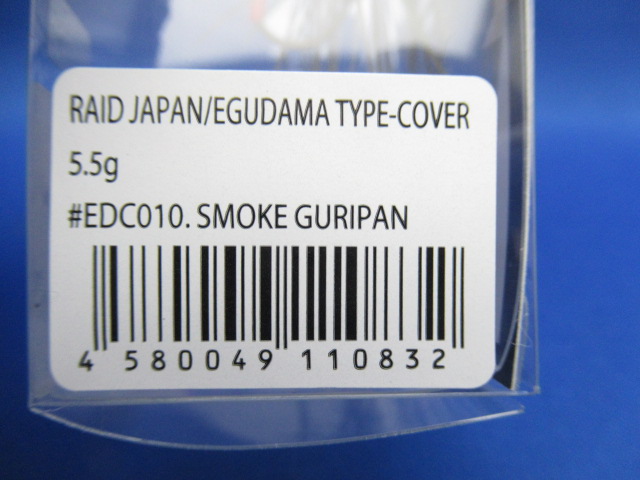 RAID JAPAN/EGUDAMA TYPE-COVER
5.5g
#EDC010. SMOKE GURIPAN
4 580049 110832